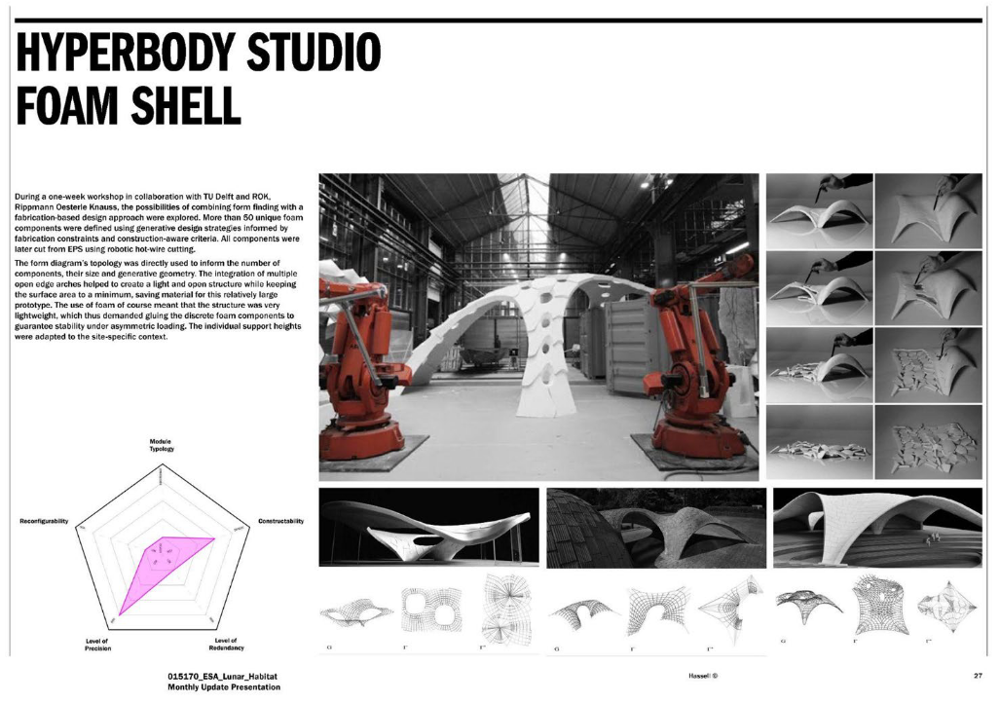 HYPERBODY STUDIO
FOAM SHELL
During a one-week workshop in collaboration with TU Delft and ROK,
Rippmann Oesterle Knauss, the possibilities of combining form finding with a
fabrication-based design approach were explored. More than 50 unique foam
components were defined using generative design strategies informed by
fabrication constraints and construction-aware criteria. All components were
later cut from EPS using robotic hot-wire cutting.
The form diagram's topology was directly used to inform the number of
components, their size and generative geometry. The integration of multiple
open edge arches helped to create a light and open structure while keeping
the surface area to a minimum, saving material for this relatively large
prototype. The use of foam of course meant that the structure was very
lightweight, which thus demanded gluing the discrete foam components to
guarantee stability under asymmetric loading. The individual support heights
were adapted to the site-specific context.
Module
Typology
Reconfigurability
Constructability
Level of
Precision
Level of
Redundancy
G
Γ
Γ*
G
Γ
Γ*
G
Γ
Γ*
015170_ESA_Lunar_Habitat
Monthly Update Presentation
Hassell ©
27